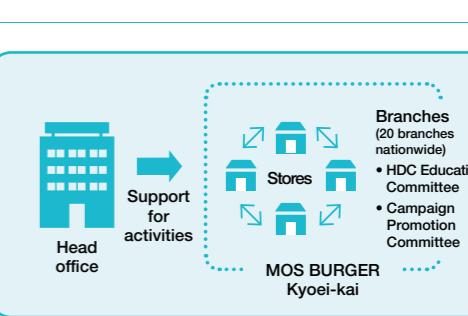 Head
office
Support
for
activities
Stores
Branches
(20 branches
nationwide)
• HDC Educati
Committee
• Campaign
Promotion
Committee
MOS BURGER
Kyoei-kai